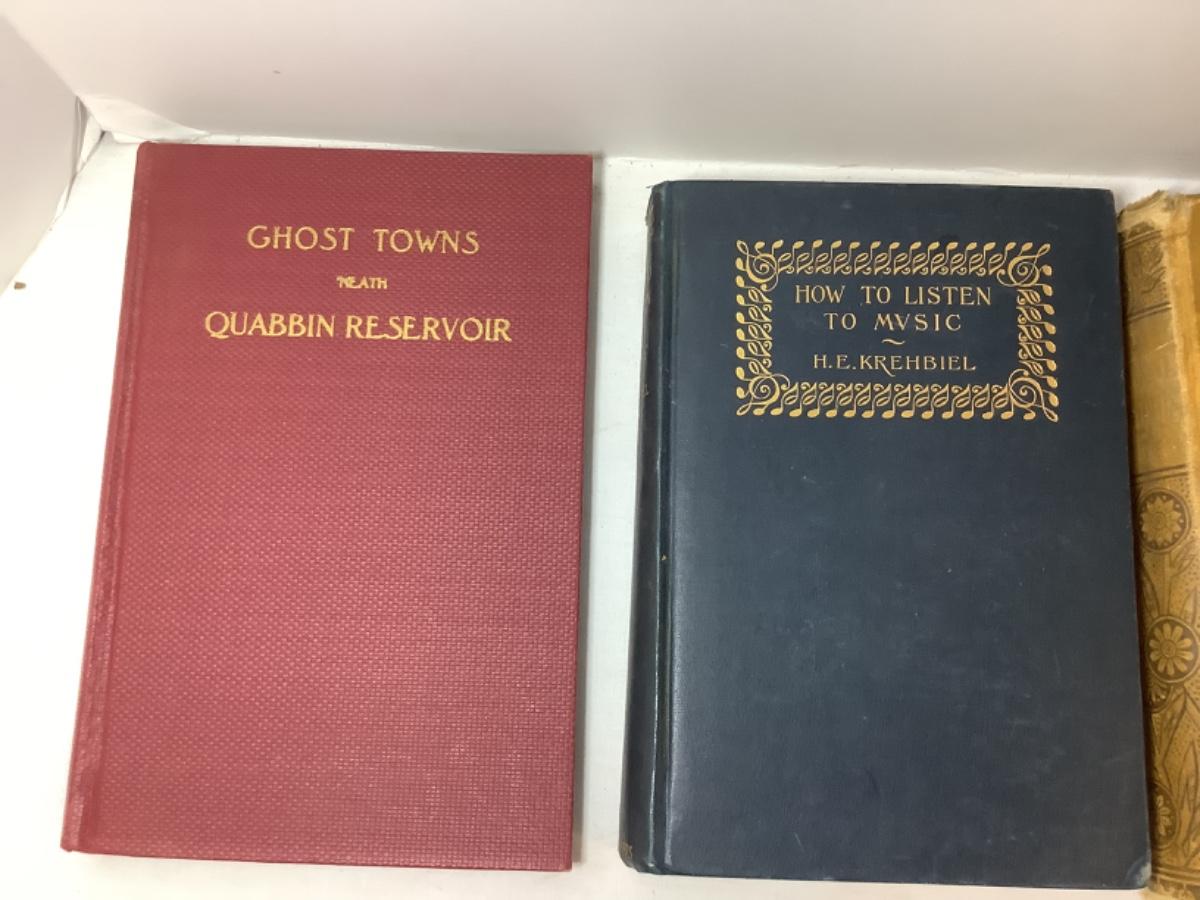 GHOST TOWNS
'NEATH
QUABBIN RESERVOIR
HOW TO LISTEN
TO MVSIC
~
H.E. KREHBIEL